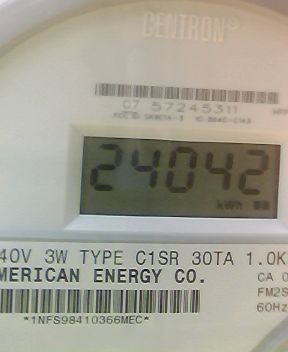 CENTRON®
C7 57245311
24042
kWh
40V 3W TYPE C1SR 30TA 1.0K
MERICAN ENERGY CO.
CA 0
FM2S
60Hz
*1NFS98410366MEC*